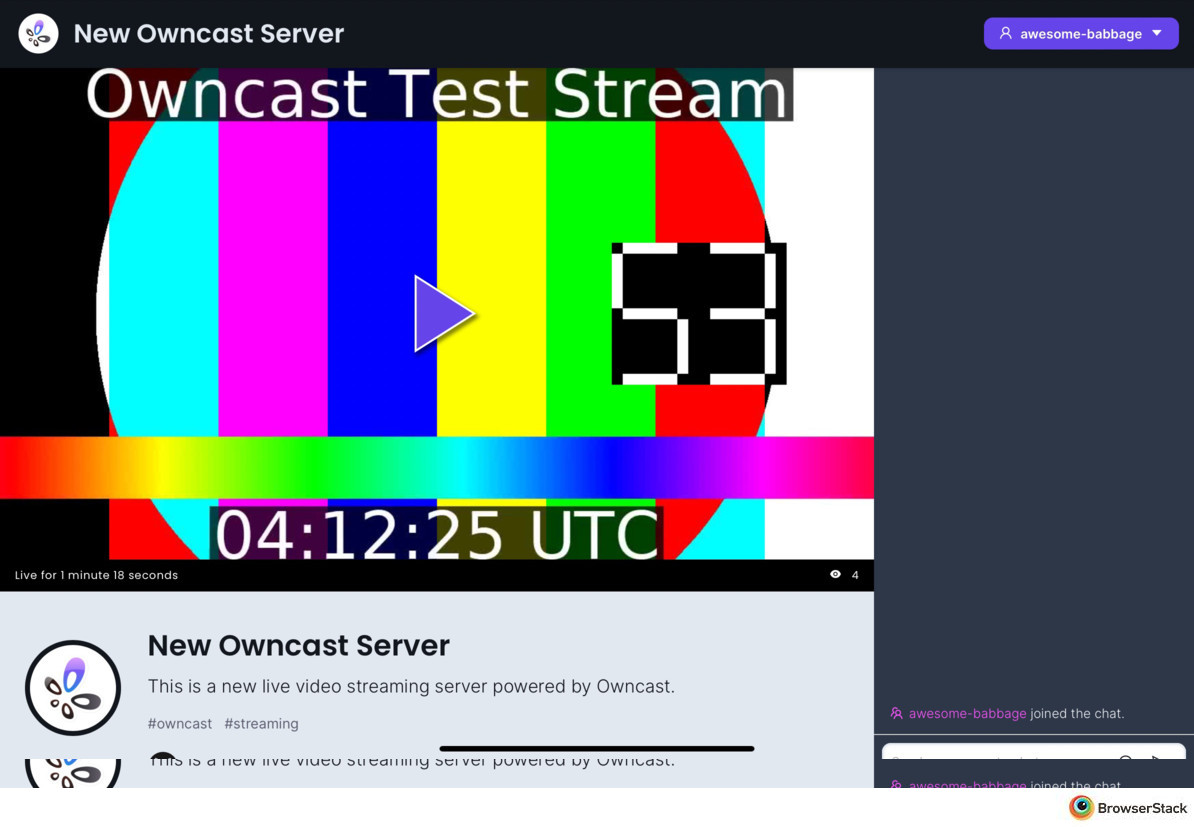 New Owncast Server
awesome-babbage
Owncast Test Stream
53
04:12:25 UTC
Live for 1 minute 18 seconds
4
New Owncast Server
This is a new live video streaming server powered by Owncast.
#owncast #streaming
awesome-babbage joined the chat.
This is a new live video streaming server powered by Owncast.
awesome-babbage joined the chat.
BrowserStack